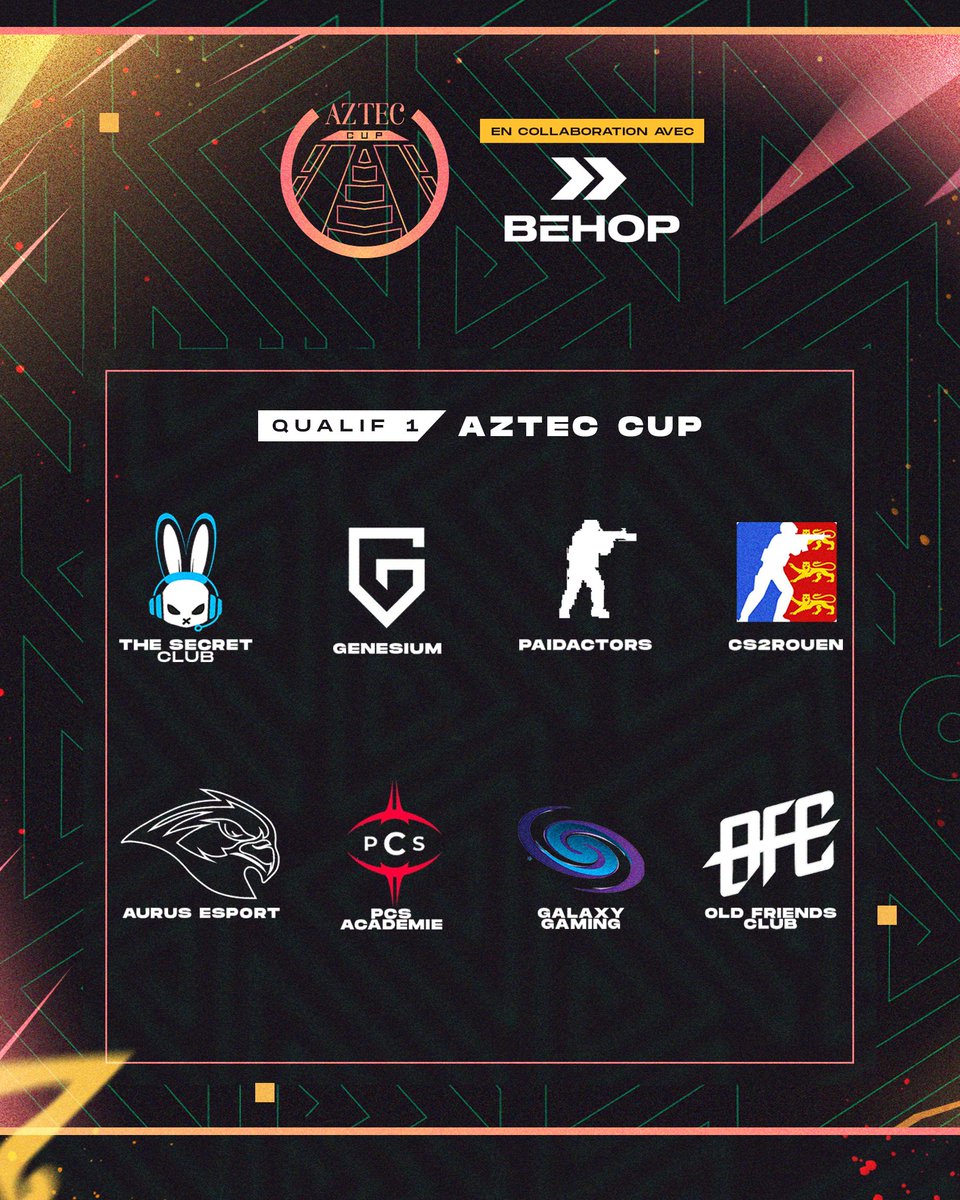 AZTEC
CUP
EN COLLABORATION AVEC
BEHOP
QUALIF 1
AZTEC CUP
THE SECRET
CLUB
GENESIUM
PAIDACTORS
CS2ROUEN
PCS
OFC
AURUS ESPORT
PCS
ACADEMIE
GALAXY
GAMING
OLD FRIENDS
CLUB